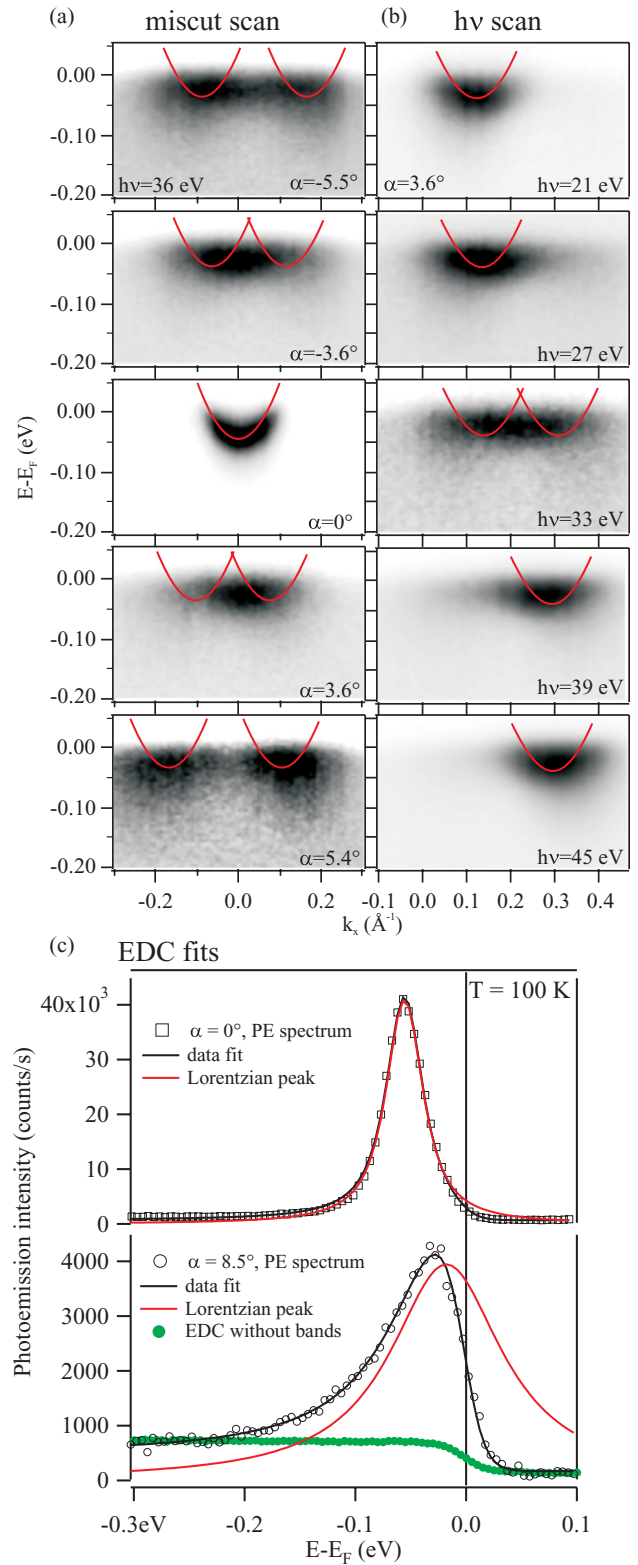 (a) miscut scan (b) hν scan
0.00
-0.10
-0.20
hν=36 eV α=-5.5° α=3.6° hν=21 eV
0.00
-0.10
-0.20
α=-3.6° hν=27 eV
0.00
-0.10
-0.20
α=0° hν=33 eV
E-E_F (eV)
0.00
-0.10
-0.20
α=3.6° hν=39 eV
0.00
-0.10
-0.20
α=5.4° hν=45 eV
-0.2 0.0 0.2 -0.1 0.0 0.1 0.2 0.3 0.4
k_x (Å⁻¹)
(c) EDC fits
T = 100 K
40x10³
30
20
10
0
α = 0°, PE spectrum
data fit
Lorentzian peak
Photoemission intensity (counts/s)
4000
3000
2000
1000
0
α = 8.5°, PE spectrum
data fit
Lorentzian peak
EDC without bands
-0.3eV -0.2 -0.1 0.0 0.1
E-E_F (eV)